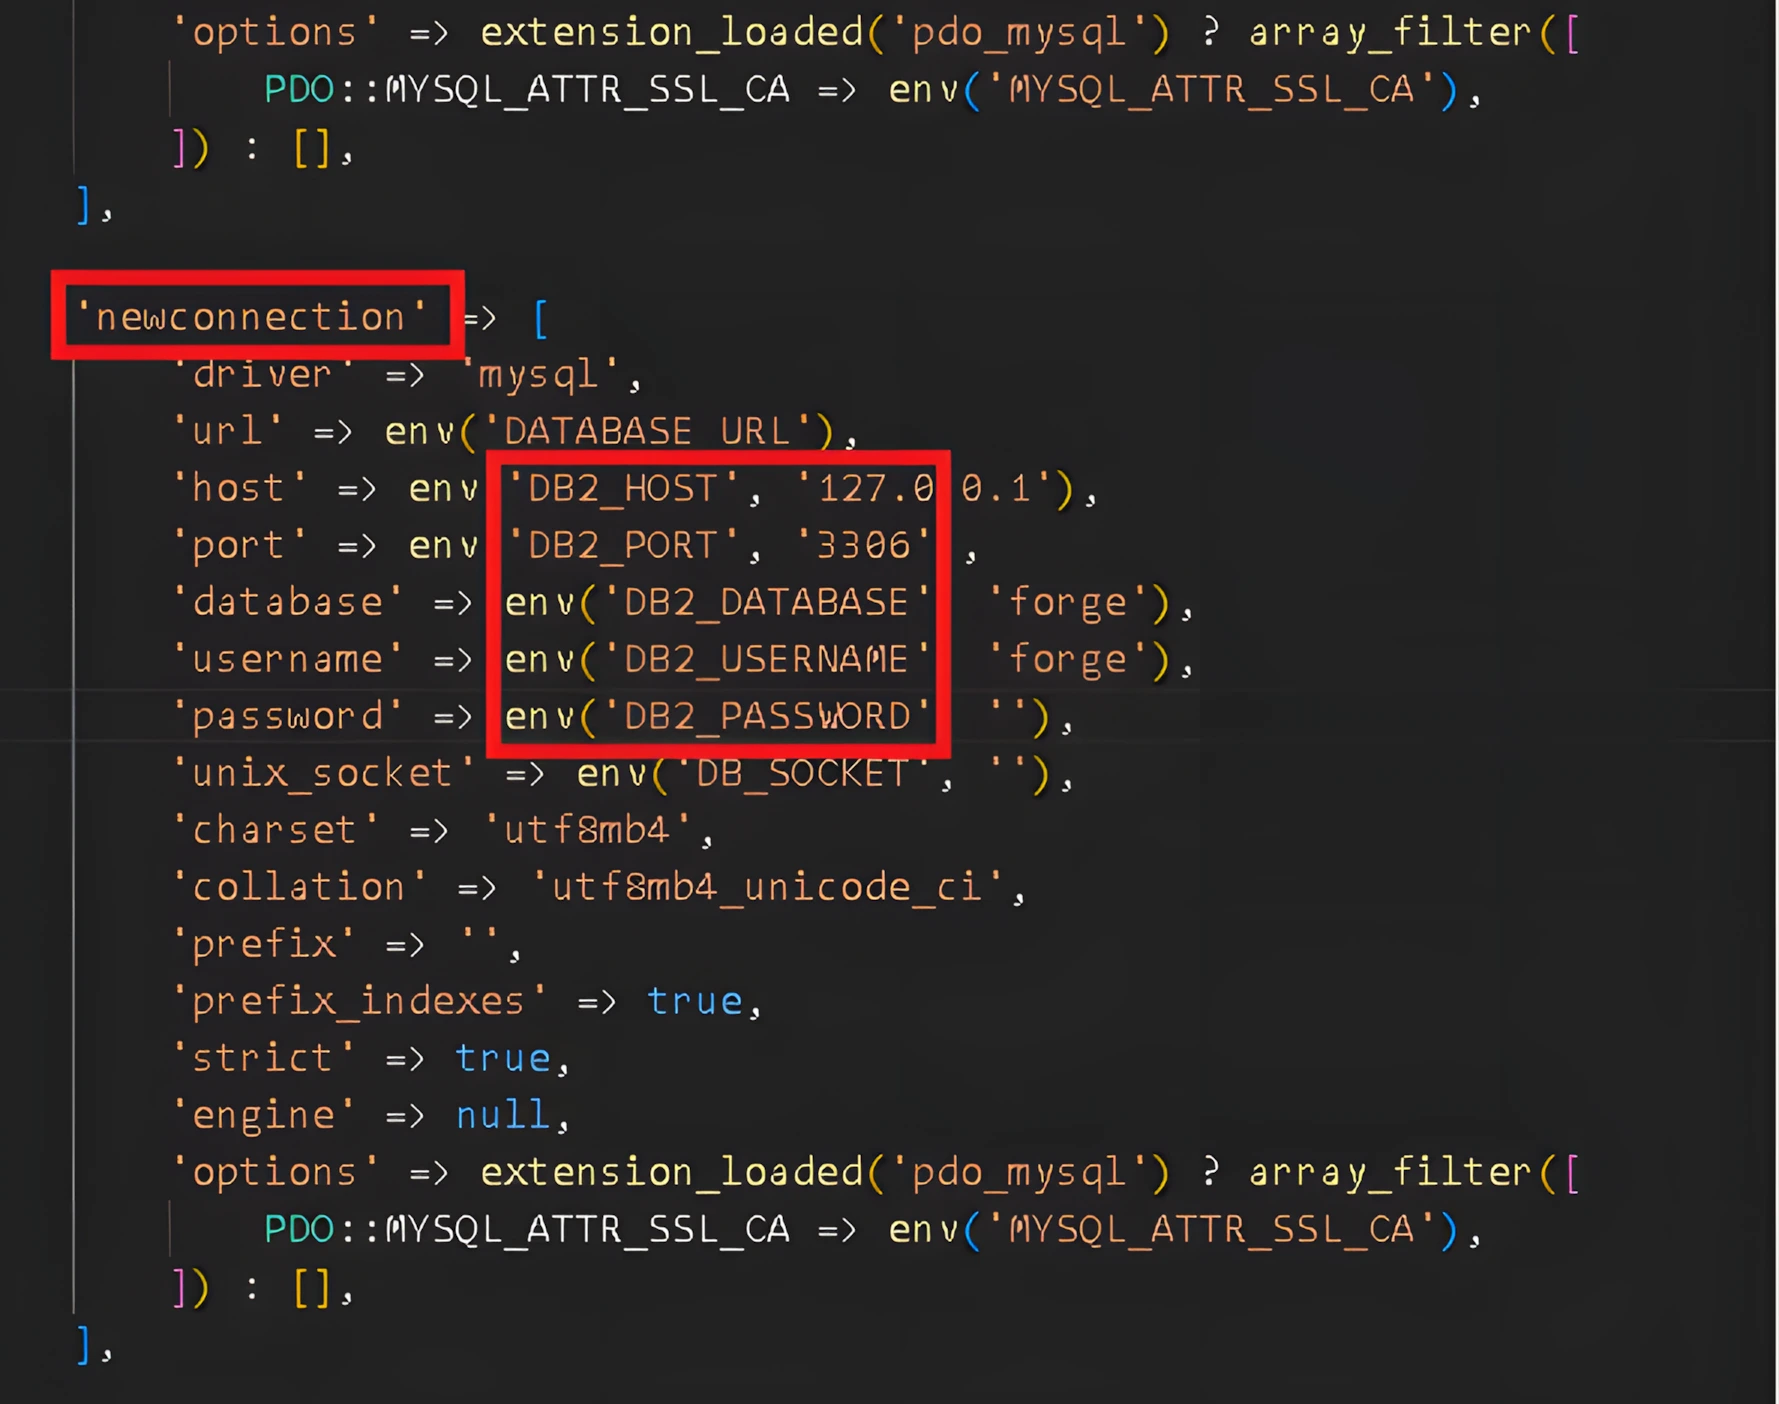 'options' => extension_loaded('pdo_mysql') ? array_filter([
PDO::MYSQL_ATTR_SSL_CA => env('MYSQL_ATTR_SSL_CA'),
]) : [],
],
'newconnection' => [
'driver' => 'mysql',
'url' => env('DATABASE_URL'),
'host' => env 'DB2_HOST', '127.0 0.1'),
'port' => env 'DB2_PORT', '3306' ,
'database' => env('DB2_DATABASE' 'forge'),
'username' => env('DB2_USERNAME' 'forge'),
'password' => env('DB2_PASSWORD' ''),
'unix_socket' => env('DB_SOCKET', ''),
'charset' => 'utf8mb4',
'collation' => 'utf8mb4_unicode_ci',
'prefix' => '',
'prefix_indexes' => true,
'strict' => true,
'engine' => null,
'options' => extension_loaded('pdo_mysql') ? array_filter([
PDO::MYSQL_ATTR_SSL_CA => env('MYSQL_ATTR_SSL_CA'),
]) : [],
],